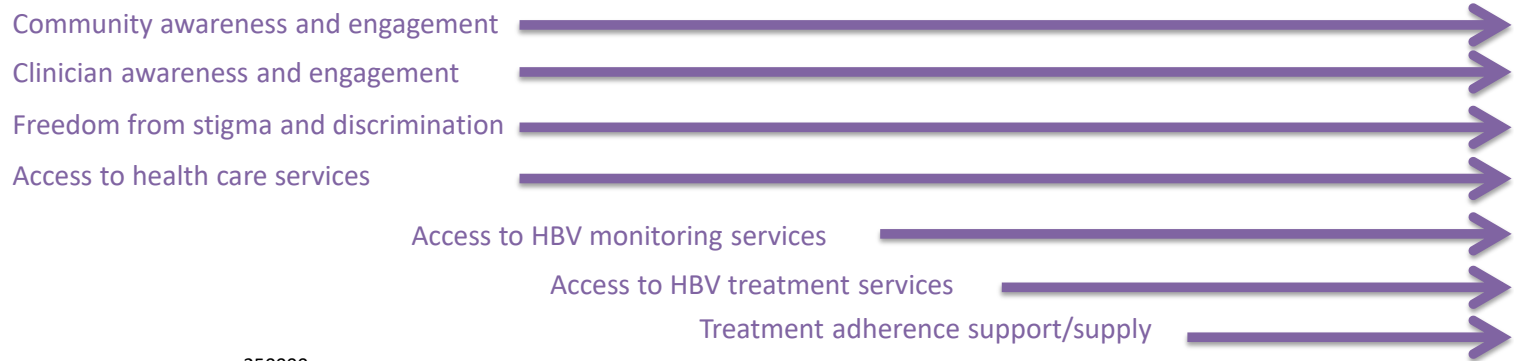 Community awareness and engagement
Clinician awareness and engagement
Freedom from stigma and discrimination
Access to health care services
Access to HBV monitoring services
Access to HBV treatment services
Treatment adherence support/supply